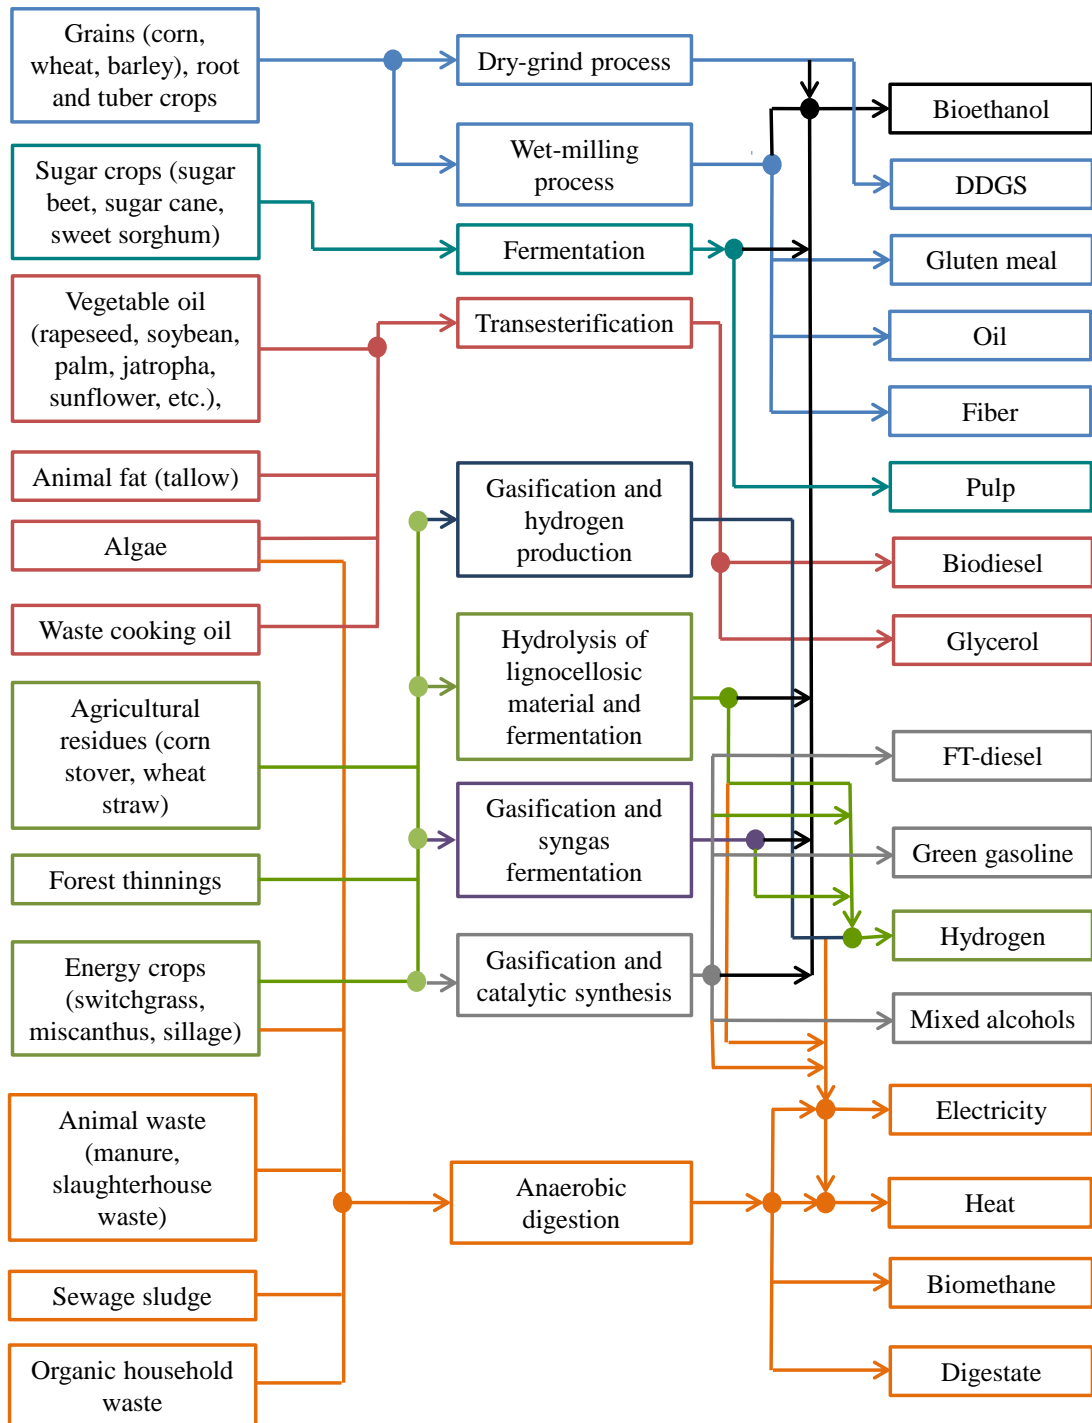 Grains (corn,
wheat, barley), root
and tuber crops
Sugar crops (sugar
beet, sugar cane,
sweet sorghum)
Vegetable oil
(rapeseed, soybean,
palm, jatropha,
sunflower, etc.),
Animal fat (tallow)
Algae
Waste cooking oil
Agricultural
residues (corn
stover, wheat
straw)
Forest thinnings
Energy crops
(switchgrass,
miscanthus, sillage)
Animal waste
(manure,
slaughterhouse
waste)
Sewage sludge
Organic household
waste
Dry-grind process
Wet-milling
process
Fermentation
Transesterification
Gasification and
hydrogen
production
Hydrolysis of
lignocellosic
material and
fermentation
Gasification and
syngas
fermentation
Gasification and
catalytic synthesis
Anaerobic
digestion
Bioethanol
DDGS
Gluten meal
Oil
Fiber
Pulp
Biodiesel
Glycerol
FT-diesel
Green gasoline
Hydrogen
Mixed alcohols
Electricity
Heat
Biomethane
Digestate